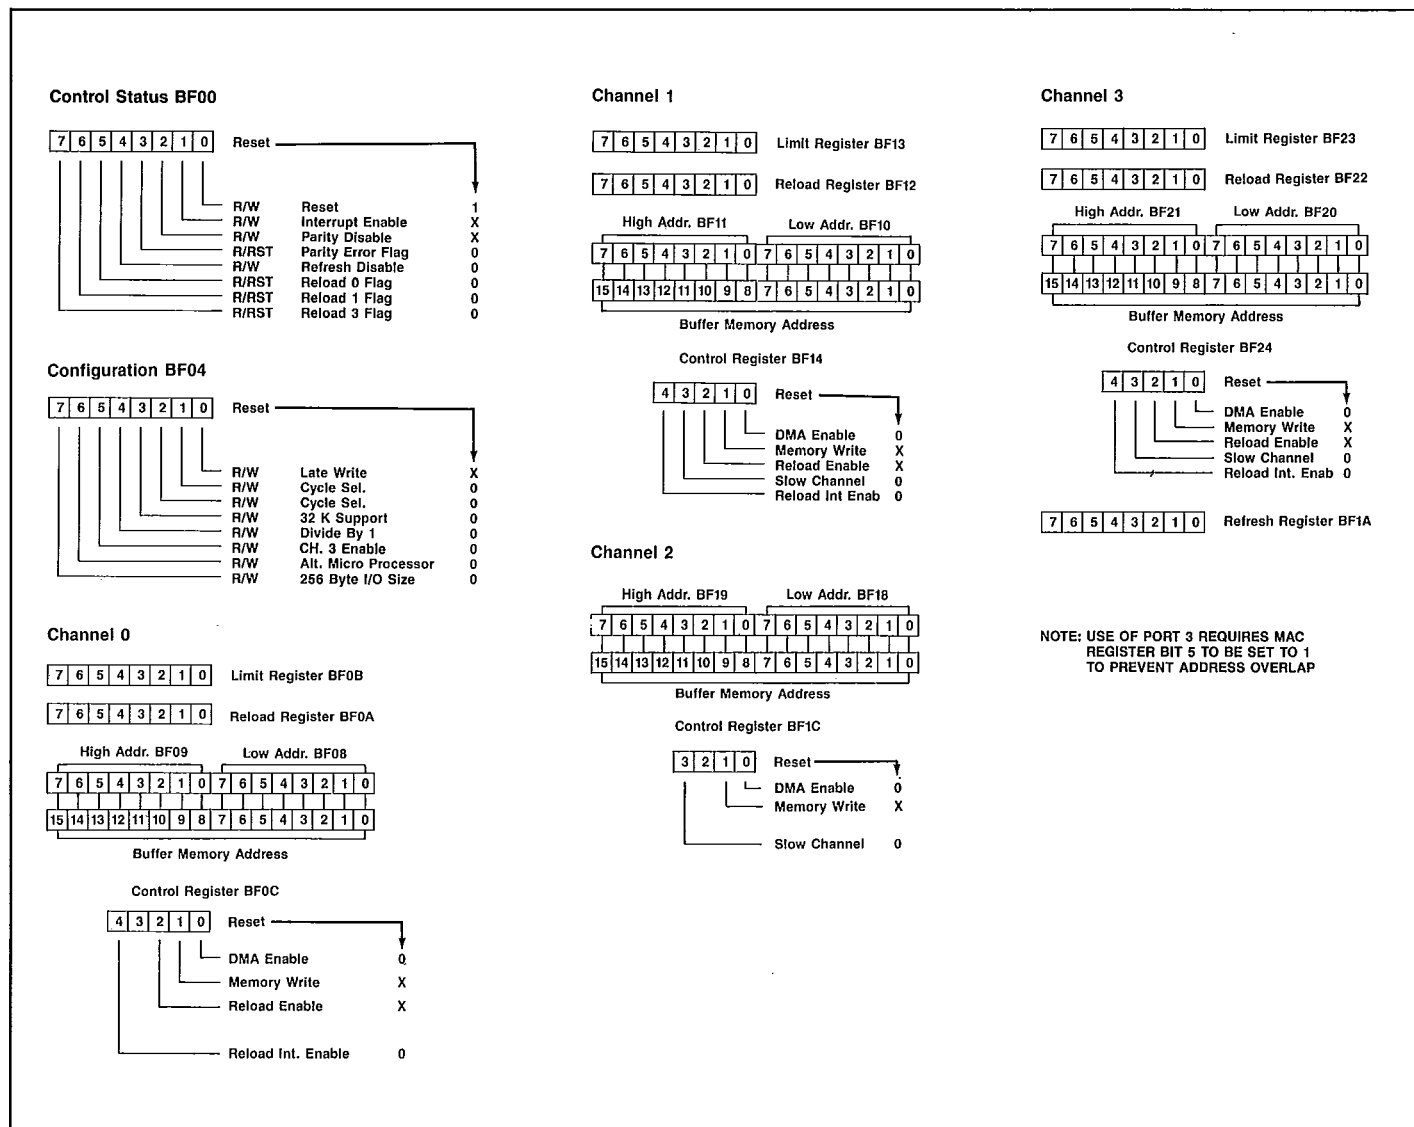 Control Status BF00
7 6 5 4 3 2 1 0 Reset
R/W Reset 1
R/W Interrupt Enable X
R/W Parity Disable X
R/RST Parity Error Flag 0
R/W Refresh Disable 0
R/RST Reload 0 Flag 0
R/RST Reload 1 Flag 0
R/RST Reload 3 Flag 0
Configuration BF04
7 6 5 4 3 2 1 0 Reset
R/W Late Write X
R/W Cycle Sel. 0
R/W Cycle Sel. 0
R/W 32 K Support 0
R/W Divide By 1 0
R/W CH. 3 Enable 0
R/W Alt. Micro Processor 0
R/W 256 Byte I/O Size 0
Channel 0
7 6 5 4 3 2 1 0 Limit Register BF0B
7 6 5 4 3 2 1 0 Reload Register BF0A
High Addr. BF09 Low Addr. BF08
7 6 5 4 3 2 1 0 7 6 5 4 3 2 1 0
15 14 13 12 11 10 9 8 7 6 5 4 3 2 1 0
Buffer Memory Address
Control Register BF0C
4 3 2 1 0 Reset
DMA Enable 0
Memory Write X
Reload Enable X
Reload Int. Enable 0
Channel 1
7 6 5 4 3 2 1 0 Limit Register BF13
7 6 5 4 3 2 1 0 Reload Register BF12
High Addr. BF11 Low Addr. BF10
7 6 5 4 3 2 1 0 7 6 5 4 3 2 1 0
15 14 13 12 11 10 9 8 7 6 5 4 3 2 1 0
Buffer Memory Address
Control Register BF14
4 3 2 1 0 Reset
DMA Enable 0
Memory Write X
Reload Enable X
Slow Channel 0
Reload Int Enab 0
Channel 2
High Addr. BF19 Low Addr. BF18
7 6 5 4 3 2 1 0 7 6 5 4 3 2 1 0
15 14 13 12 11 10 9 8 7 6 5 4 3 2 1 0
Buffer Memory Address
Control Register BF1C
3 2 1 0 Reset
DMA Enable 0
Memory Write X
Slow Channel 0
Channel 3
7 6 5 4 3 2 1 0 Limit Register BF23
7 6 5 4 3 2 1 0 Reload Register BF22
High Addr. BF21 Low Addr. BF20
7 6 5 4 3 2 1 0 7 6 5 4 3 2 1 0
15 14 13 12 11 10 9 8 7 6 5 4 3 2 1 0
Buffer Memory Address
Control Register BF24
4 3 2 1 0 Reset
DMA Enable 0
Memory Write X
Reload Enable X
Slow Channel 0
Reload Int. Enab 0
7 6 5 4 3 2 1 0 Refresh Register BF1A
NOTE: USE OF PORT 3 REQUIRES MAC
REGISTER BIT 5 TO BE SET TO 1
TO PREVENT ADDRESS OVERLAP